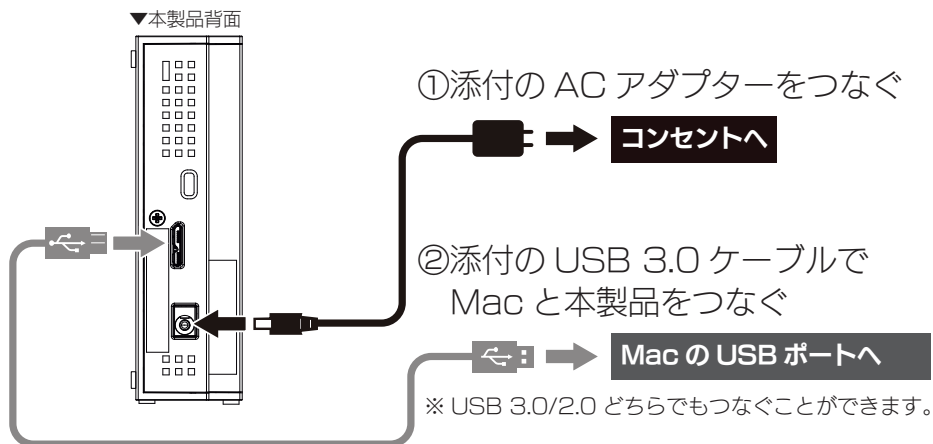 ▼本製品背面
①添付の AC アダプターをつなぐ
コンセントへ
②添付の USB 3.0 ケーブルで
Mac と本製品をつなぐ
Mac の USB ポートへ
※ USB 3.0/2.0 どちらでもつなぐことができます。